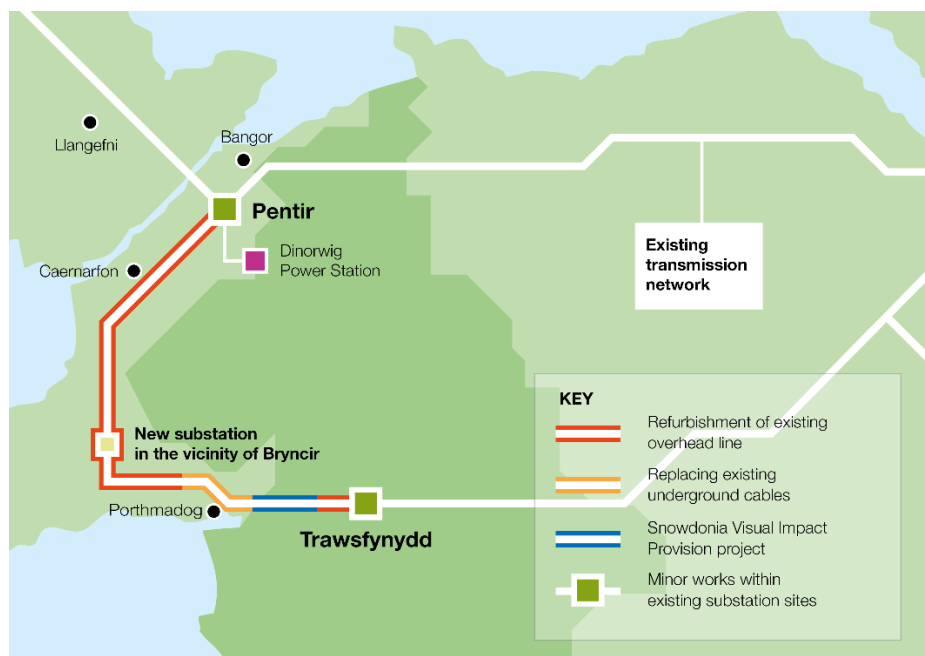 Llangefni
Bangor
Pentir
Dinorwig
Power Station
Existing
transmission
network
Caernarfon
New substation
in the vicinity of Bryncir
Porthmadog
Trawsfynydd
KEY
Refurbishment of existing
overhead line
Replacing existing
underground cables
Snowdonia Visual Impact
Provision project
Minor works within
existing substation sites